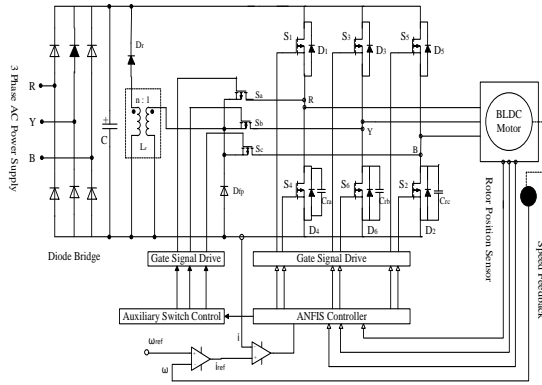 3 Phase AC Power Supply
R
Y
B
Diode Bridge
+
C
Dr
n : 1
Lr
Dfp
Sa
Sb
Sc
S1
D1
S3
D3
S5
D5
R
Y
B
S4
Cra
D4
S6
Crb
D6
S2
Crc
D2
BLDC
Motor
Rotor Position Sensor
Speed Feedback
Gate Signal Drive
Gate Signal Drive
Auxiliary Switch Control
ANFIS Controller
i
ωref
ω
iref